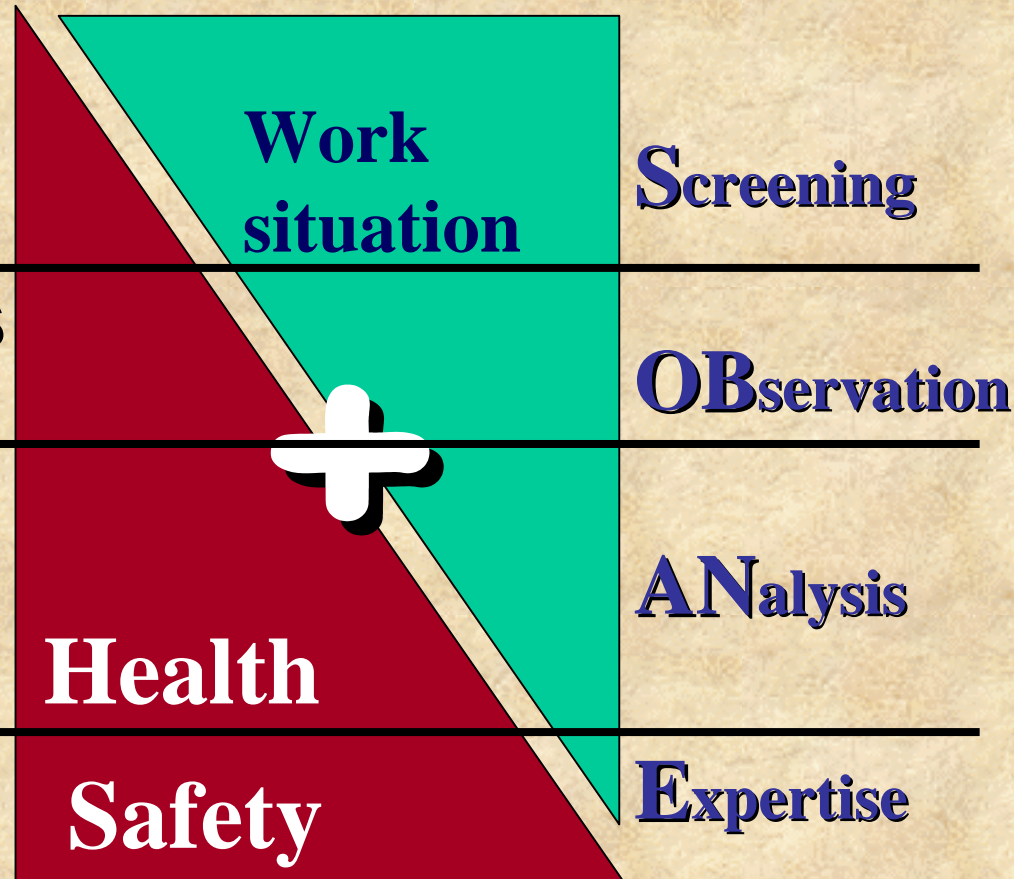 Work
situation
Screening
OBservation
ANalysis
Health
Safety
Expertise